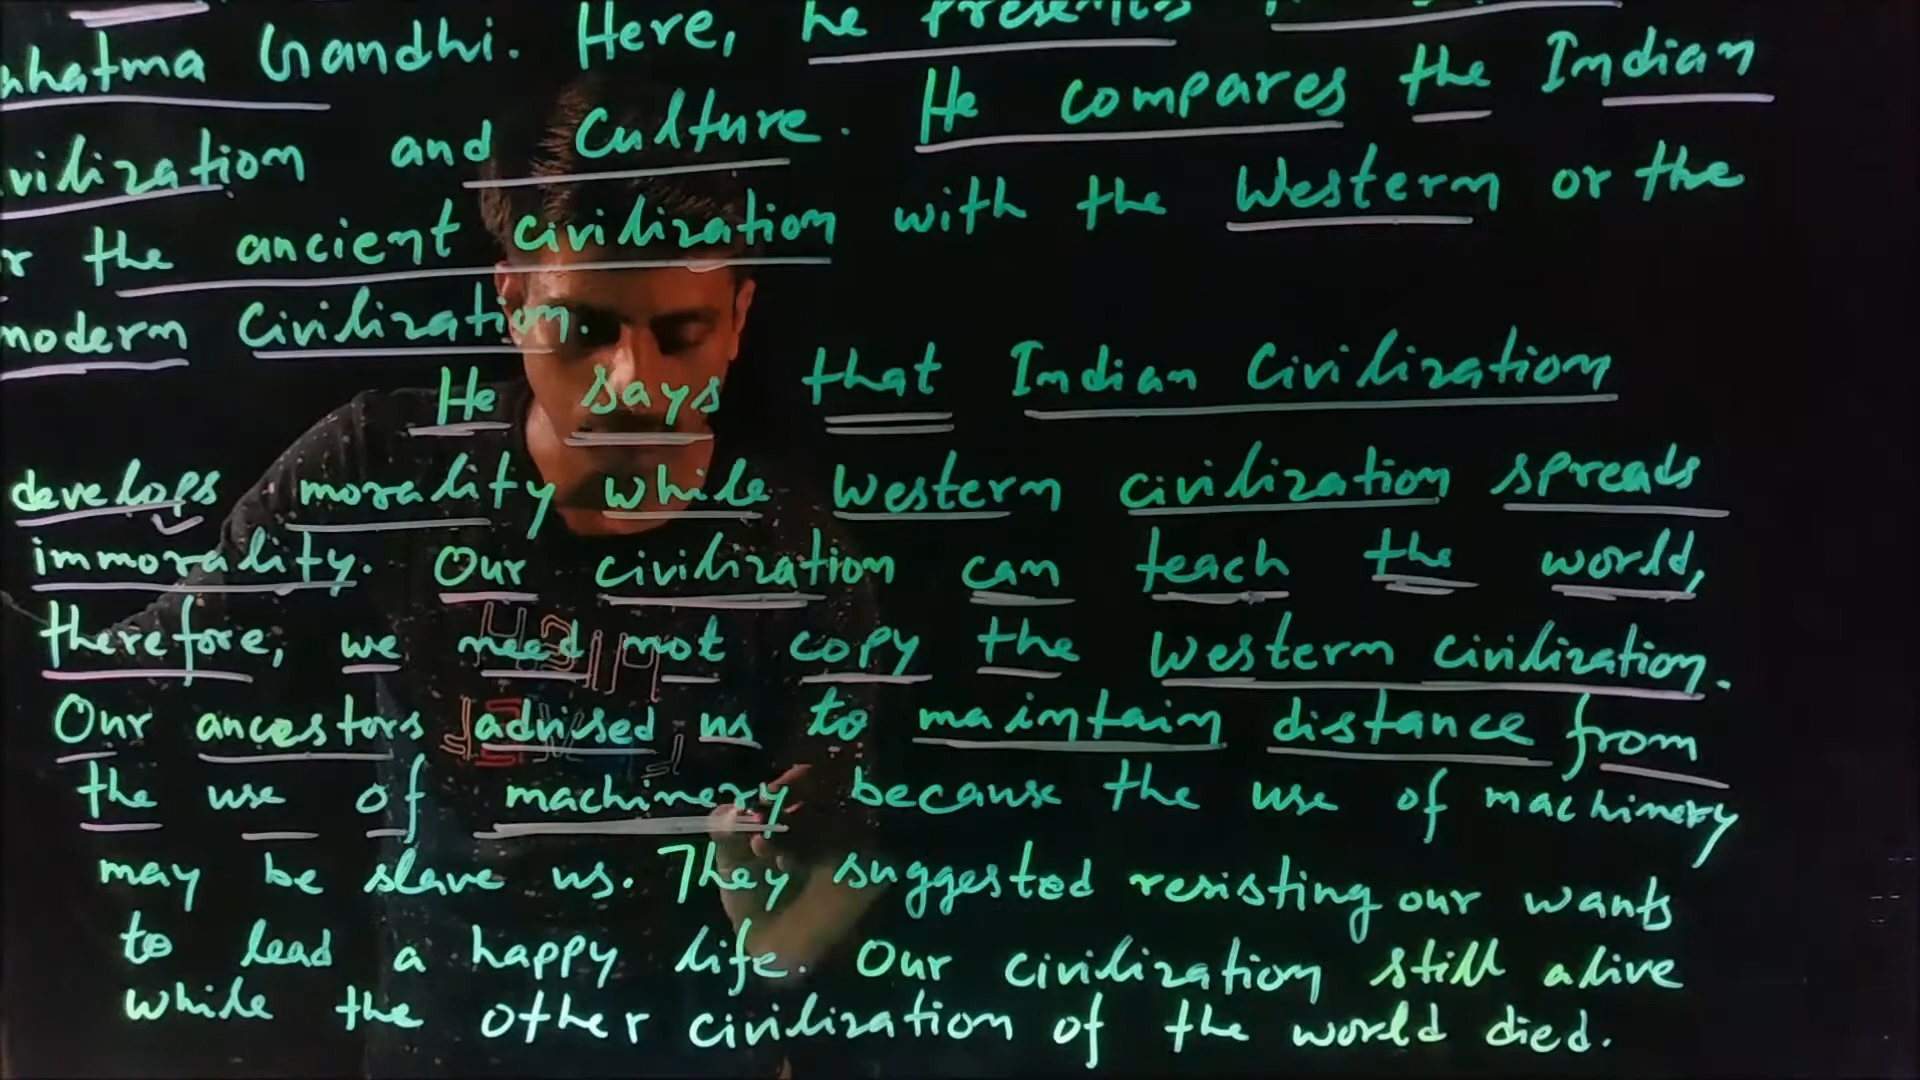 Gandhi. Here, he presents
civilization and Culture. He compares the Indian
or the ancient civilization with the Western or the
modern Civilization.
He says that Indian Civilization
develops morality while Western civilization spreads
immorality. Our civilization can teach the world,
therefore, we need not copy the Western civilization.
Our ancestors advised us to maintain distance from
the use of machinery because the use of machinery
may be slave us. They suggested resisting our wants
to lead a happy life. Our civilization still alive
while the other civilization of the world died.